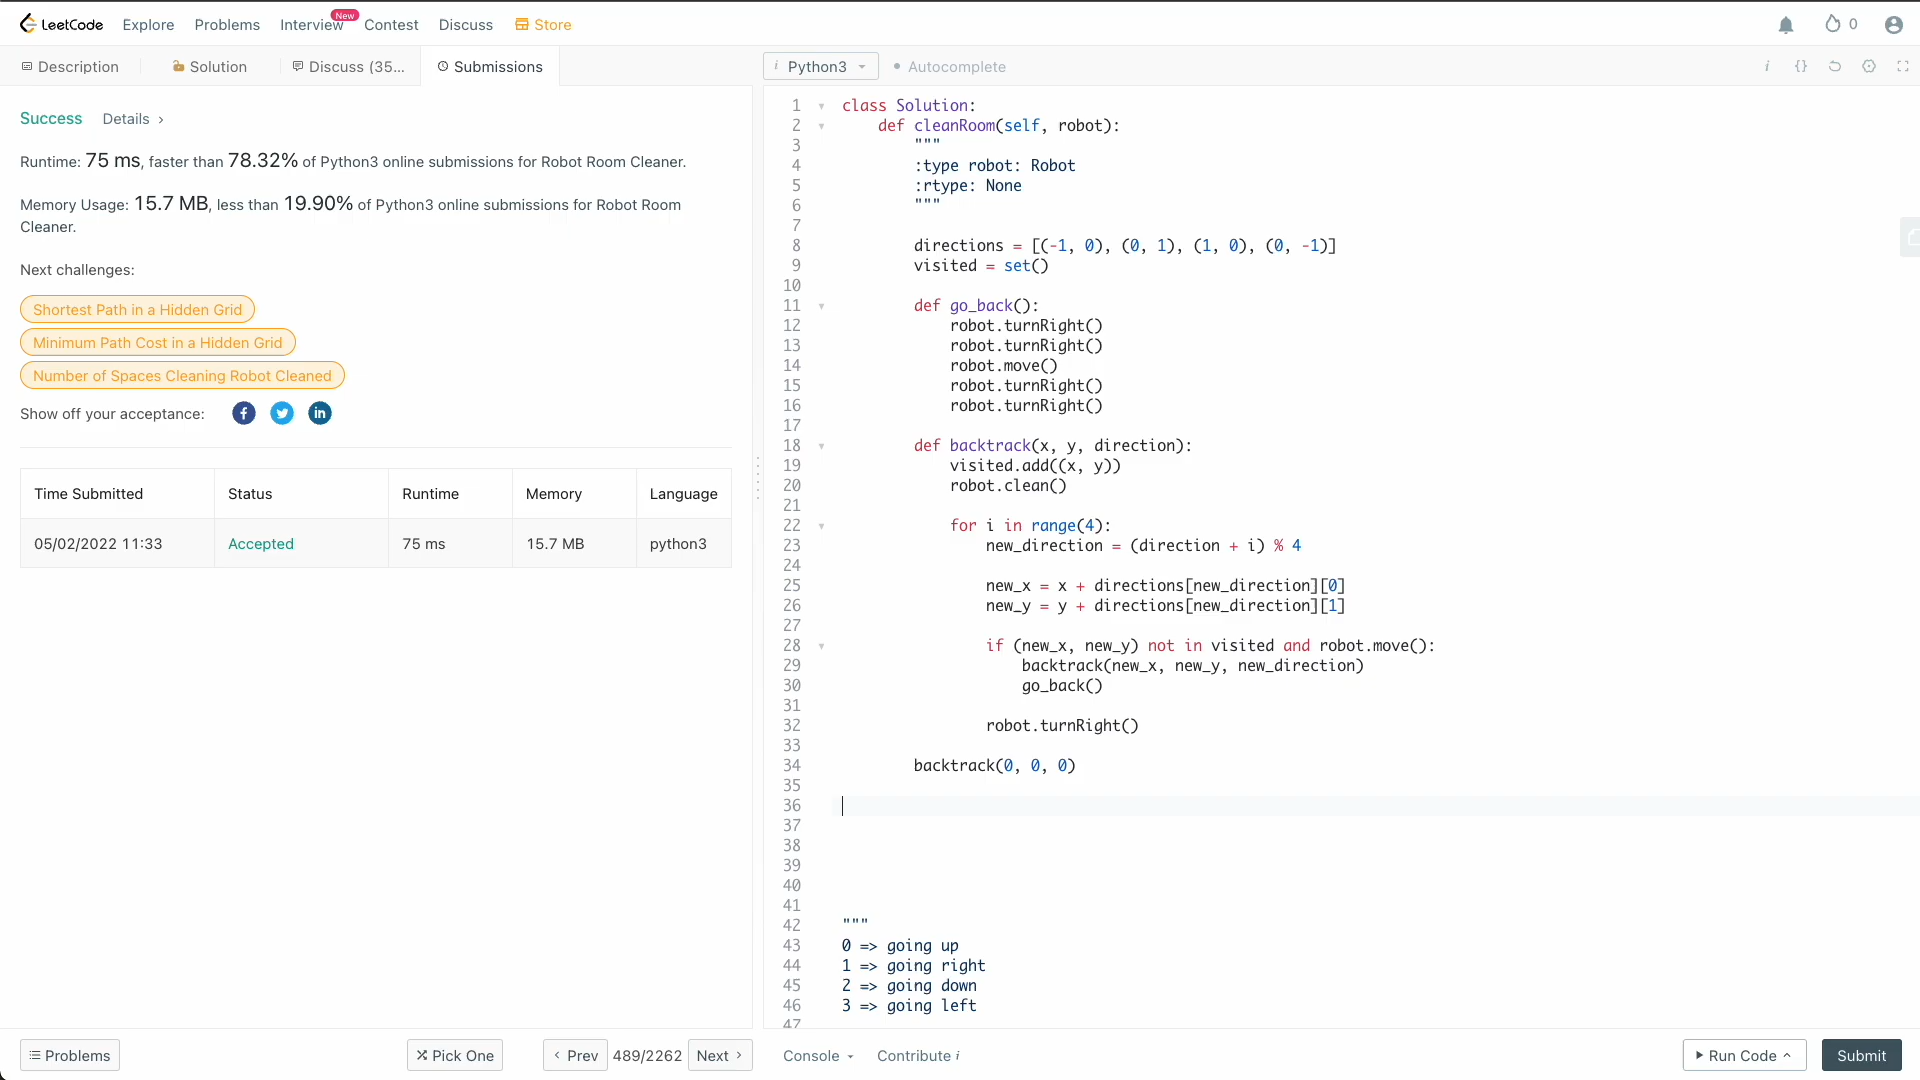 LeetCode Explore Problems Interview New Contest Discuss Store 0
Description Solution Discuss (35... Submissions
i Python3 Autocomplete i {}
Success Details >
Runtime: 75 ms, faster than 78.32% of Python3 online submissions for Robot Room Cleaner.
Memory Usage: 15.7 MB, less than 19.90% of Python3 online submissions for Robot Room
Cleaner.
Next challenges:
Shortest Path in a Hidden Grid
Minimum Path Cost in a Hidden Grid
Number of Spaces Cleaning Robot Cleaned
Show off your acceptance: f in
Time Submitted Status Runtime Memory Language
05/02/2022 11:33 Accepted 75 ms 15.7 MB python3
1 class Solution:
2     def cleanRoom(self, robot):
3         """
4         :type robot: Robot
5         :rtype: None
6         """
7
8         directions = [(-1, 0), (0, 1), (1, 0), (0, -1)]
9         visited = set()
10
11         def go_back():
12             robot.turnRight()
13             robot.turnRight()
14             robot.move()
15             robot.turnRight()
16             robot.turnRight()
17
18         def backtrack(x, y, direction):
19             visited.add((x, y))
20             robot.clean()
21
22             for i in range(4):
23                 new_direction = (direction + i) % 4
24
25                 new_x = x + directions[new_direction][0]
26                 new_y = y + directions[new_direction][1]
27
28                 if (new_x, new_y) not in visited and robot.move():
29                     backtrack(new_x, new_y, new_direction)
30                     go_back()
31
32                 robot.turnRight()
33
34         backtrack(0, 0, 0)
35
36
37
38
39
40
41
42 """
43 0 => going up
44 1 => going right
45 2 => going down
46 3 => going left
47
Problems Pick One < Prev 489/2262 Next > Console Contribute i Run Code Submit